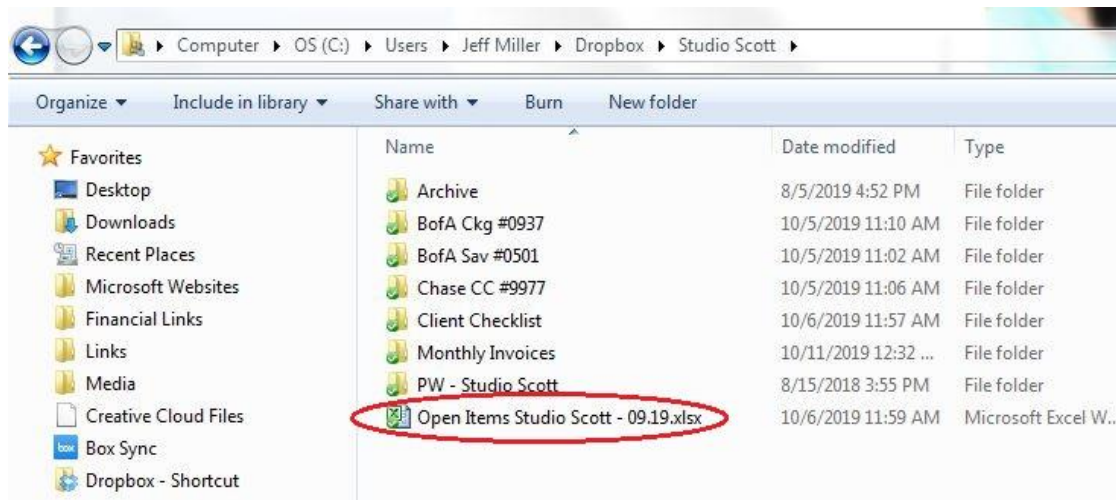 Computer OS (C:) Users Jeff Miller Dropbox Studio Scott
Organize Include in library Share with Burn New folder
Favorites
Desktop
Downloads
Recent Places
Microsoft Websites
Financial Links
Links
Media
Creative Cloud Files
box Box Sync
Dropbox - Shortcut
Name Date modified Type
Archive 8/5/2019 4:52 PM File folder
BofA Ckg #0937 10/5/2019 11:10 AM File folder
BofA Sav #0501 10/5/2019 11:02 AM File folder
Chase CC #9977 10/5/2019 11:06 AM File folder
Client Checklist 10/6/2019 11:57 AM File folder
Monthly Invoices 10/11/2019 12:32 ... File folder
PW - Studio Scott 8/15/2018 3:55 PM File folder
Open Items Studio Scott - 09.19.xlsx 10/6/2019 11:59 AM Microsoft Excel W...